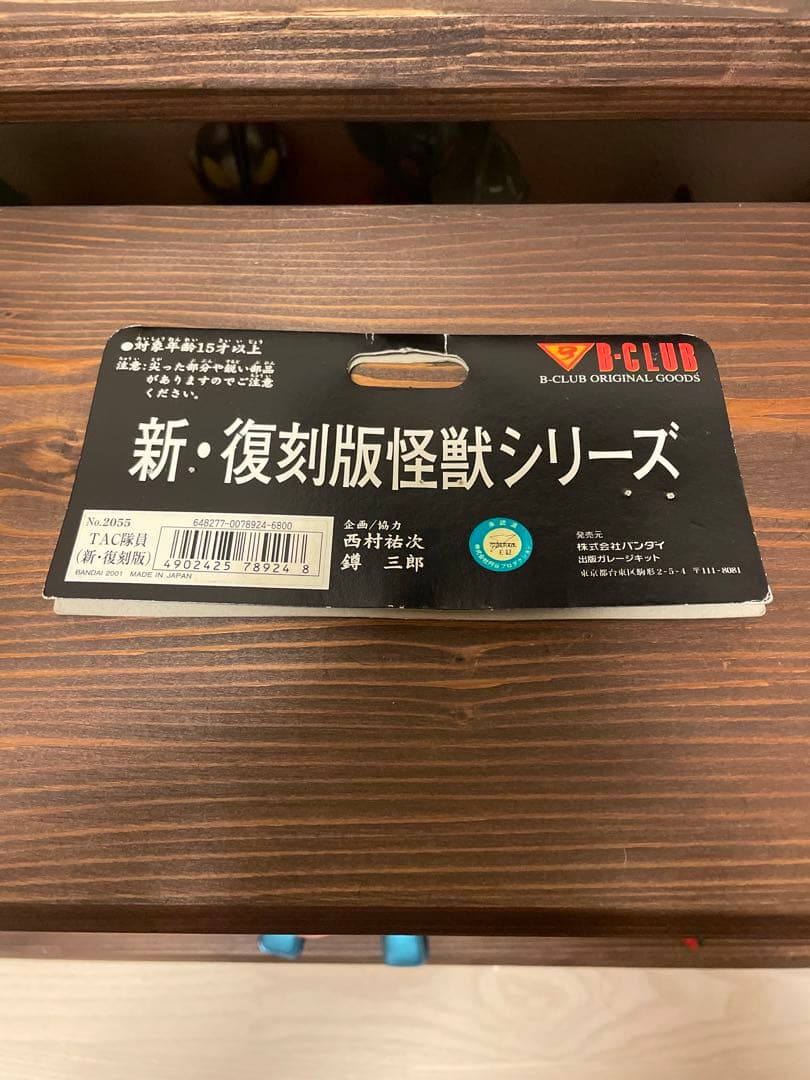 ●対象年齢15才以上
注意:尖った部分や鋭い部品
がありますのでご注意
ください。
B-CLUB
B-CLUB ORIGINAL GOODS
新・復刻版怪獣シリーズ
No.2055
TAC隊員
(新・復刻版)
BANDAI 2001 MADE IN JAPAN
648277-0078924-6800
4902425 789248
企画/協力
西村祐次
鐏 三郎
発売元
株式会社バンダイ
出版ガレージキット
東京都台東区駒形2-5-4 〒111-8081